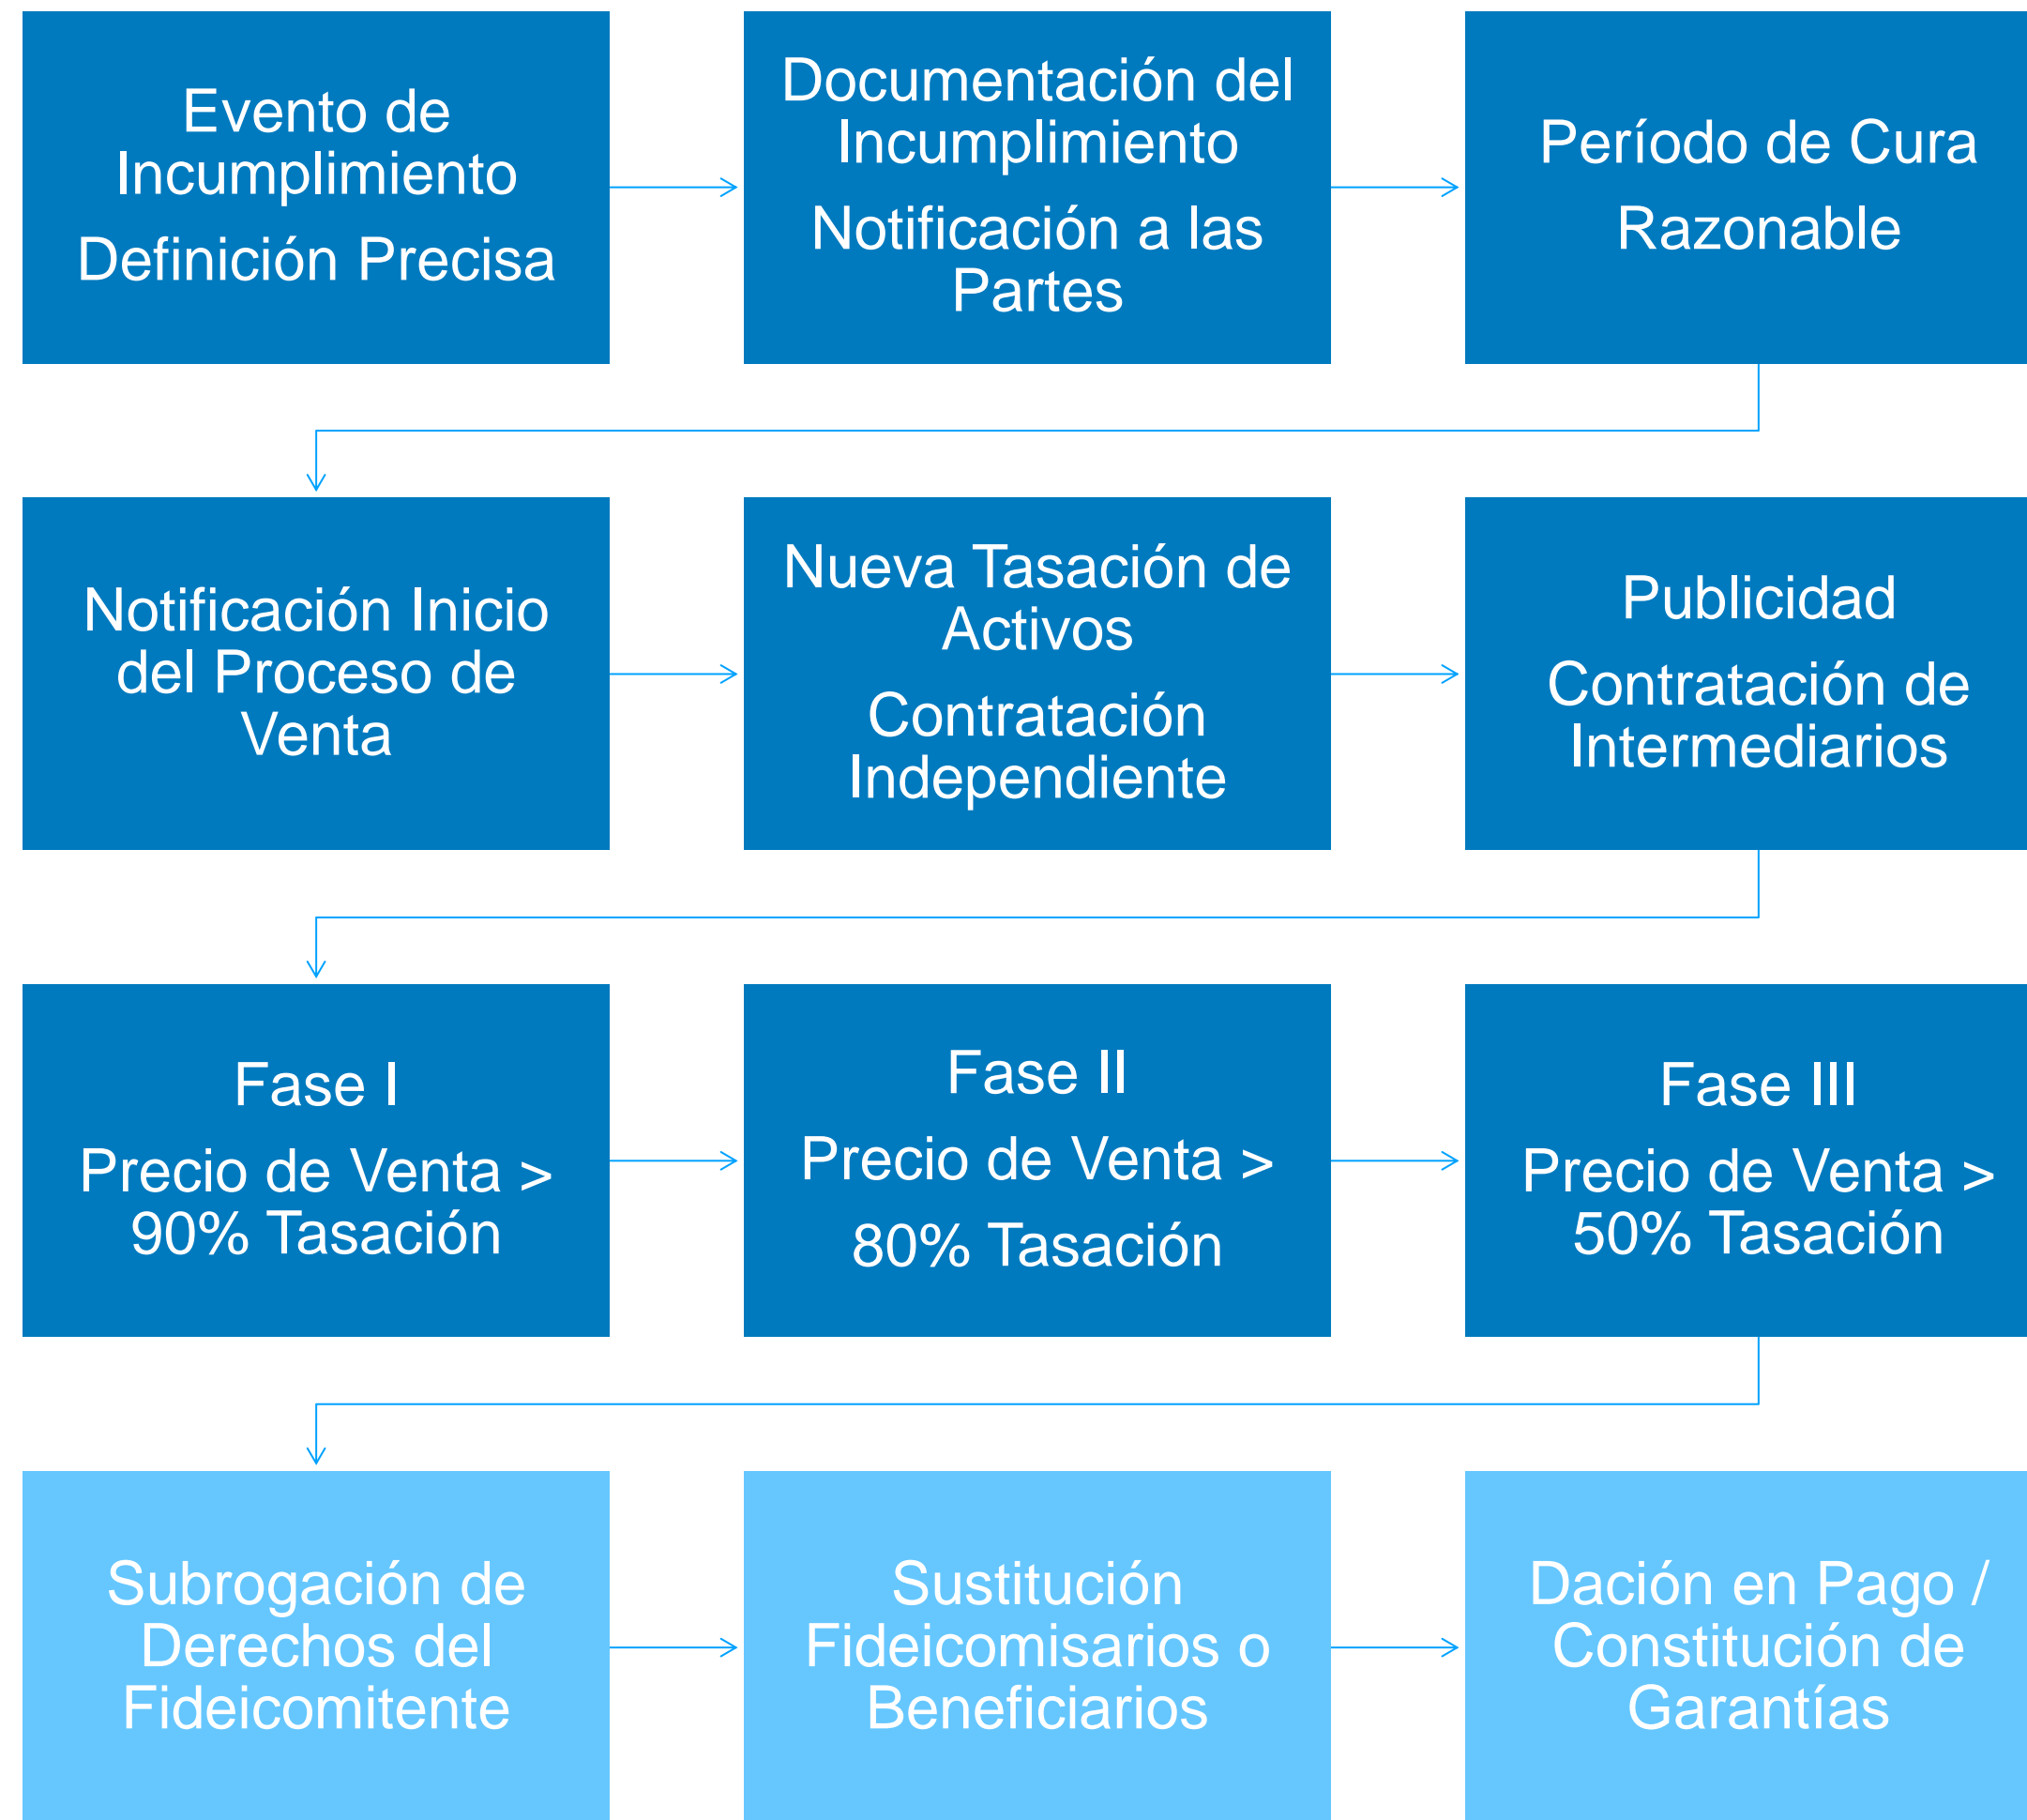 Evento de
Incumplimiento
Definición Precisa
Documentación del
Incumplimiento
Notificación a las
Partes
Período de Cura
Razonable
Notificación Inicio
del Proceso de
Venta
Nueva Tasación de
Activos
Contratación
Independiente
Publicidad
Contratación de
Intermediarios
Fase I
Precio de Venta >
90% Tasación
Fase II
Precio de Venta >
80% Tasación
Fase III
Precio de Venta >
50% Tasación
Subrogación de
Derechos del
Fideicomitente
Sustitución
Fideicomisarios o
Beneficiarios
Dación en Pago /
Constitución de
Garantías